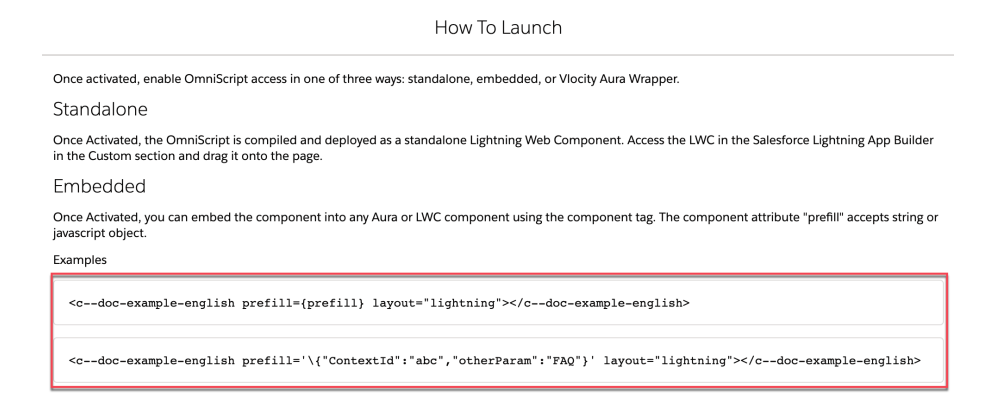 How To Launch
Once activated, enable OmniScript access in one of three ways: standalone, embedded, or Vlocity Aura Wrapper.
Standalone
Once Activated, the OmniScript is compiled and deployed as a standalone Lightning Web Component. Access the LWC in the Salesforce Lightning App Builder
in the Custom section and drag it onto the page.
Embedded
Once Activated, you can embed the component into any Aura or LWC component using the component tag. The component attribute "prefill" accepts string or
javascript object.
Examples
<c--doc-example-english prefill={prefill} layout="lightning"></c--doc-example-english>
<c--doc-example-english prefill='\{"ContextId":"abc","otherParam":"FAQ"}' layout="lightning"></c--doc-example-english>